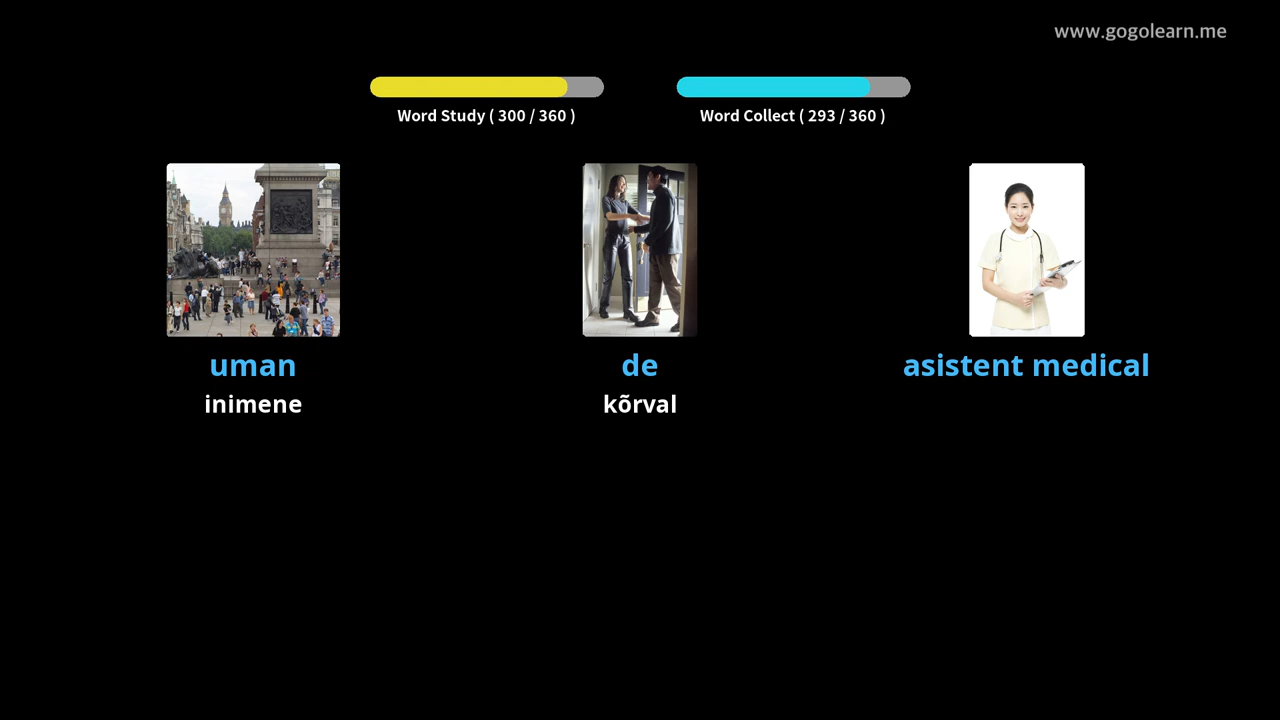 www.gogolearn.me
Word Study ( 300 / 360 )
Word Collect ( 293 / 360 )
uman
de
asistent medical
inimene
kõrval